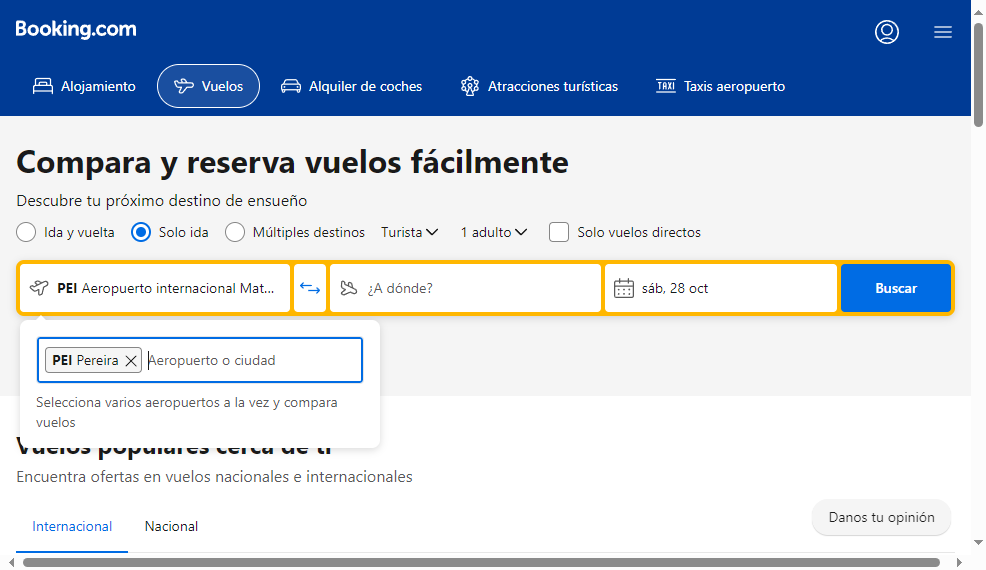 Booking.com
Alojamiento
Vuelos
Alquiler de coches
Atracciones turísticas
TAXI Taxis aeropuerto
Compara y reserva vuelos fácilmente
Descubre tu próximo destino de ensueño
Ida y vuelta
Solo ida
Múltiples destinos
Turista
1 adulto
Solo vuelos directos
PEI Aeropuerto internacional Mat...
¿A dónde?
sáb, 28 oct
Buscar
PEI Pereira
Aeropuerto o ciudad
Selecciona varios aeropuertos a la vez y compara
vuelos
Vuelos populares cerca de ti
Encuentra ofertas en vuelos nacionales e internacionales
Internacional
Nacional
Danos tu opinión